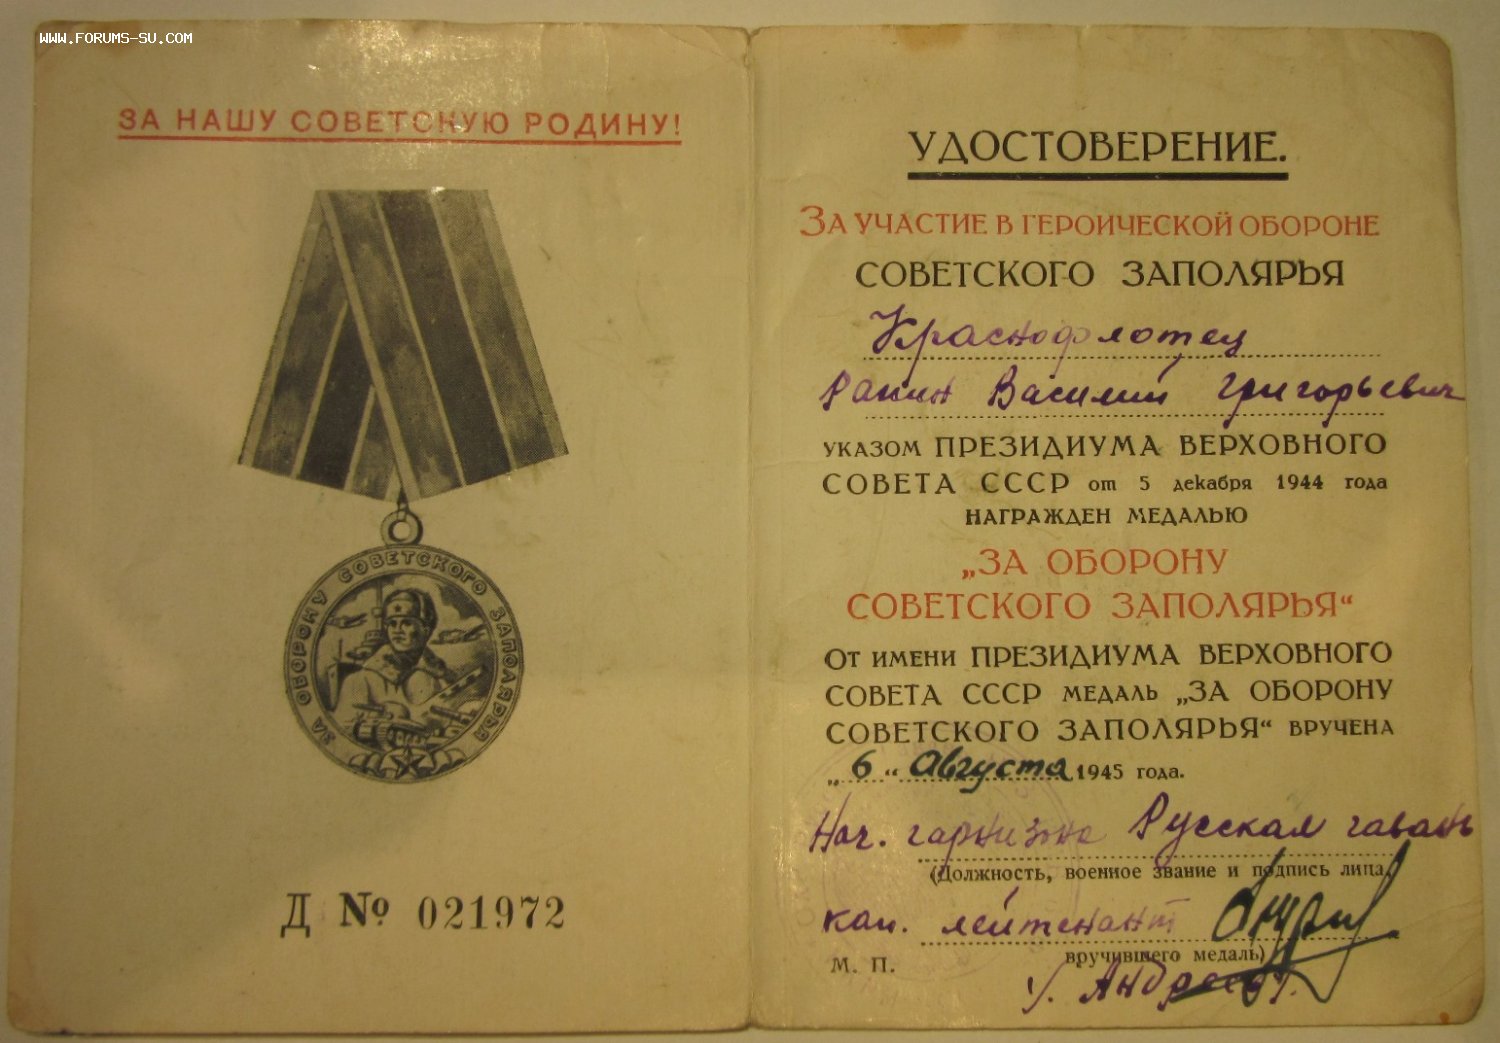 WWW.FORUMS-SU.COM
ЗА НАШУ СОВЕТСКУЮ РОДИНУ!
ЗА ОБОРОНУ СОВЕТСКОГО ЗАПОЛЯРЬЯ
Д № 021972
УДОСТОВЕРЕНИЕ.
ЗА УЧАСТИЕ В ГЕРОИЧЕСКОЙ ОБОРОНЕ
СОВЕТСКОГО ЗАПОЛЯРЬЯ
Краснофлотец
Василий Григорьевич
УКАЗОМ ПРЕЗИДИУМА ВЕРХОВНОГО
СОВЕТА СССР от 5 декабря 1944 года
НАГРАЖДЕН МЕДАЛЬЮ
„ЗА ОБОРОНУ
СОВЕТСКОГО ЗАПОЛЯРЬЯ“
ОТ ИМЕНИ ПРЕЗИДИУМА ВЕРХОВНОГО
СОВЕТА СССР МЕДАЛЬ „ЗА ОБОРОНУ
СОВЕТСКОГО ЗАПОЛЯРЬЯ“ ВРУЧЕНА
„6“ Августа 1945 года.
Нач. гарнизона Русская гавань
(Должность, военное звание и подпись лица,
кап. лейтенант
вручившего медаль)
М. П.